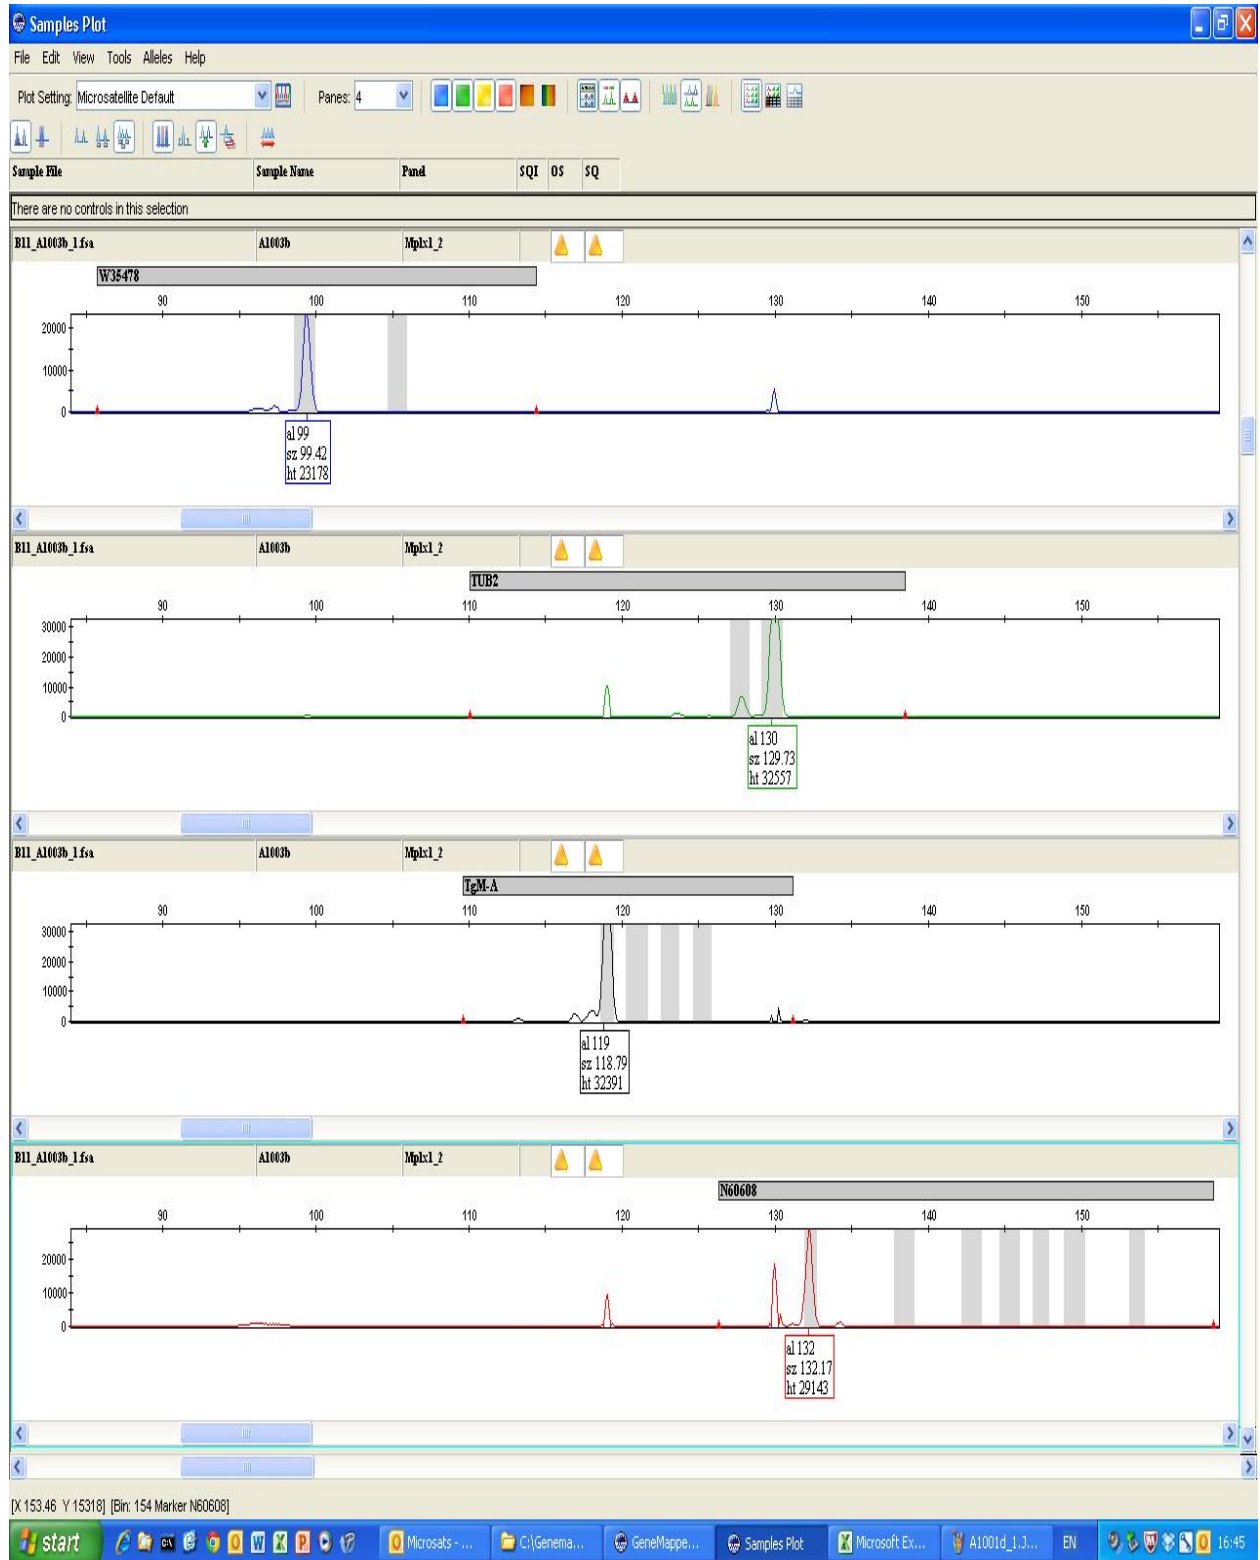 Samples Plot
File Edit View Tools Alleles Help
Plot Setting: Microsatellite Default Panes: 4
Sample File Sample Name Panel SQI OS SQ
There are no controls in this selection
B11_A1003b_1.fsa A1003b Mplx1_2
W35478
90 100 110 120 130 140 150
20000
10000
0
al 99
sz 99.42
ht 23178
B11_A1003b_1.fsa A1003b Mplx1_2
TUB2
90 100 110 120 130 140 150
30000
20000
10000
0
al 130
sz 129.73
ht 32557
B11_A1003b_1.fsa A1003b Mplx1_2
TgM-A
90 100 110 120 130 140 150
30000
20000
10000
0
al 119
sz 118.79
ht 32391
B11_A1003b_1.fsa A1003b Mplx1_2
N60608
90 100 110 120 130 140 150
20000
10000
0
al 132
sz 132.17
ht 29143
[X 153.46 Y 15318] [Bin: 154 Marker N60608]
start Microsats - ... C:\Genema... GeneMappe... Samples Plot Microsoft Ex... A1001d_1.J... EN 16:45